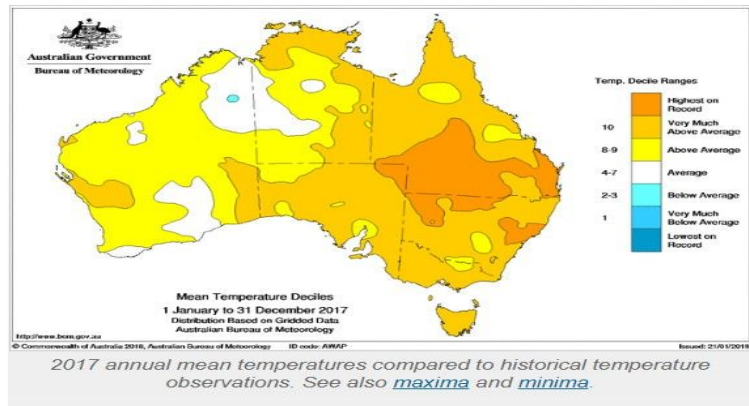 Australian Government
Bureau of Meteorology
Temp. Decile Ranges
Highest on
Record
10
Very Much
Above Average
8-9
Above Average
4-7
Average
2-3
Below Average
1
Very Much
Below Average
Lowest on
Record
Mean Temperature Deciles
1 January to 31 December 2017
Distribution Based on Gridded Data
Australian Bureau of Meteorology
http://www.bom.gov.au
© Commonwealth of Australia 2018, Australian Bureau of Meteorology
ID code: AWAP
Issued: 21/01/2018
2017 annual mean temperatures compared to historical temperature
observations. See also maxima and minima.